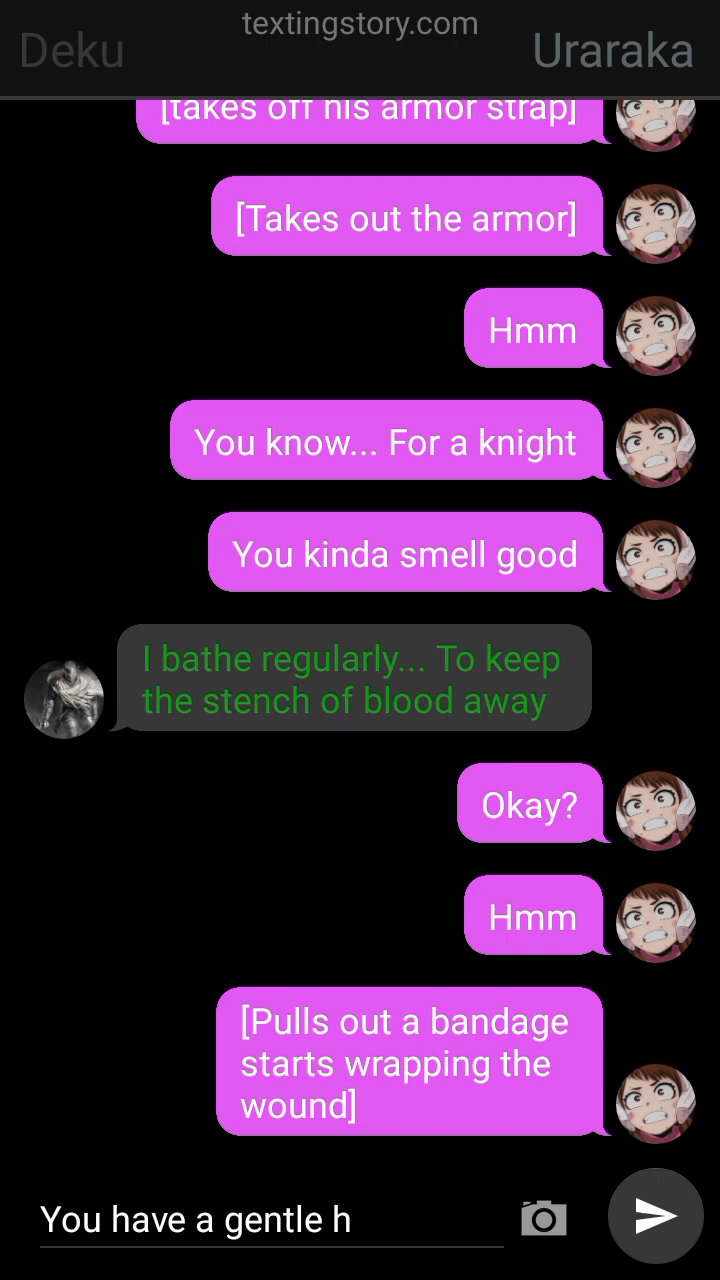 textingstory.com
Deku
Uraraka
[takes off his armor strap]
[Takes out the armor]
Hmm
You know... For a knight
You kinda smell good
I bathe regularly... To keep
the stench of blood away
Okay?
Hmm
[Pulls out a bandage
starts wrapping the
wound]
You have a gentle h